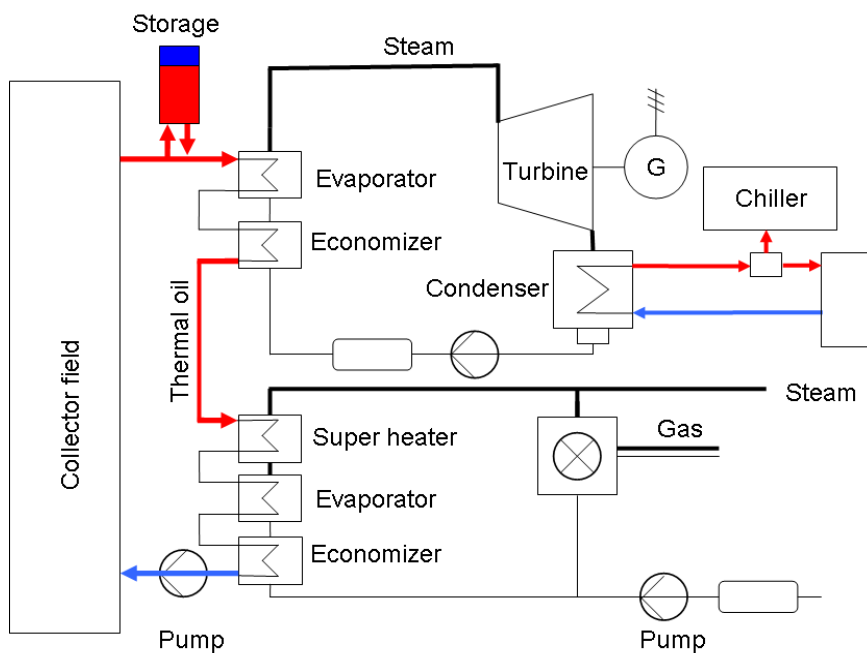 Storage
Steam
Evaporator
Turbine
G
Chiller
Economizer
Condenser
Thermal oil
Collector field
Steam
Super heater
Gas
Evaporator
Economizer
Pump
Pump